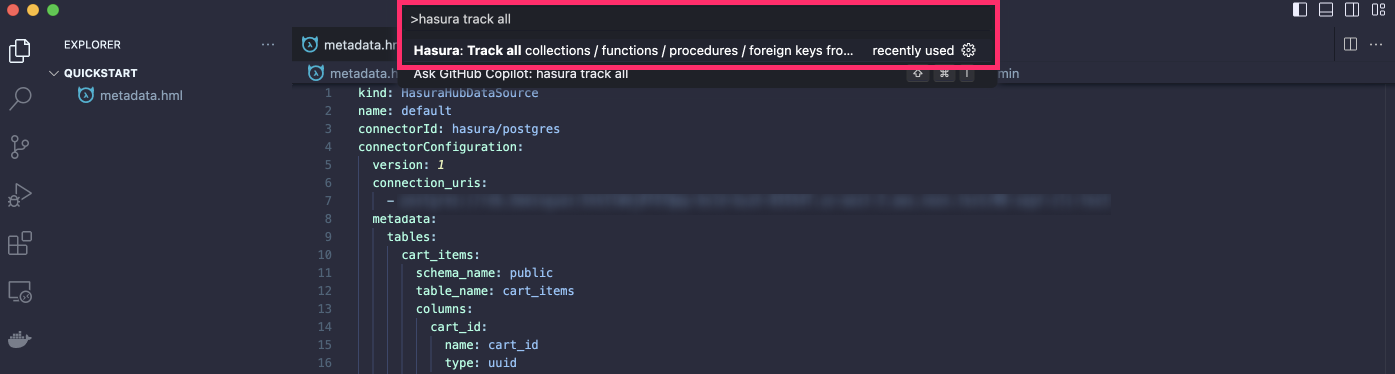 >hasura track all
EXPLORER
metadata.hm
Hasura: Track all collections / functions / procedures / foreign keys fro... recently used
QUICKSTART
metadata.h
Ask GitHub Copilot: hasura track all
⇧ ⌘ I
min
metadata.hml
1 kind: HasuraHubDataSource
2 name: default
3 connectorId: hasura/postgres
4 connectorConfiguration:
5 version: 1
6 connection_uris:
7 -
8 metadata:
9 tables:
10 cart_items:
11 schema_name: public
12 table_name: cart_items
13 columns:
14 cart_id:
15 name: cart_id
16 type: uuid